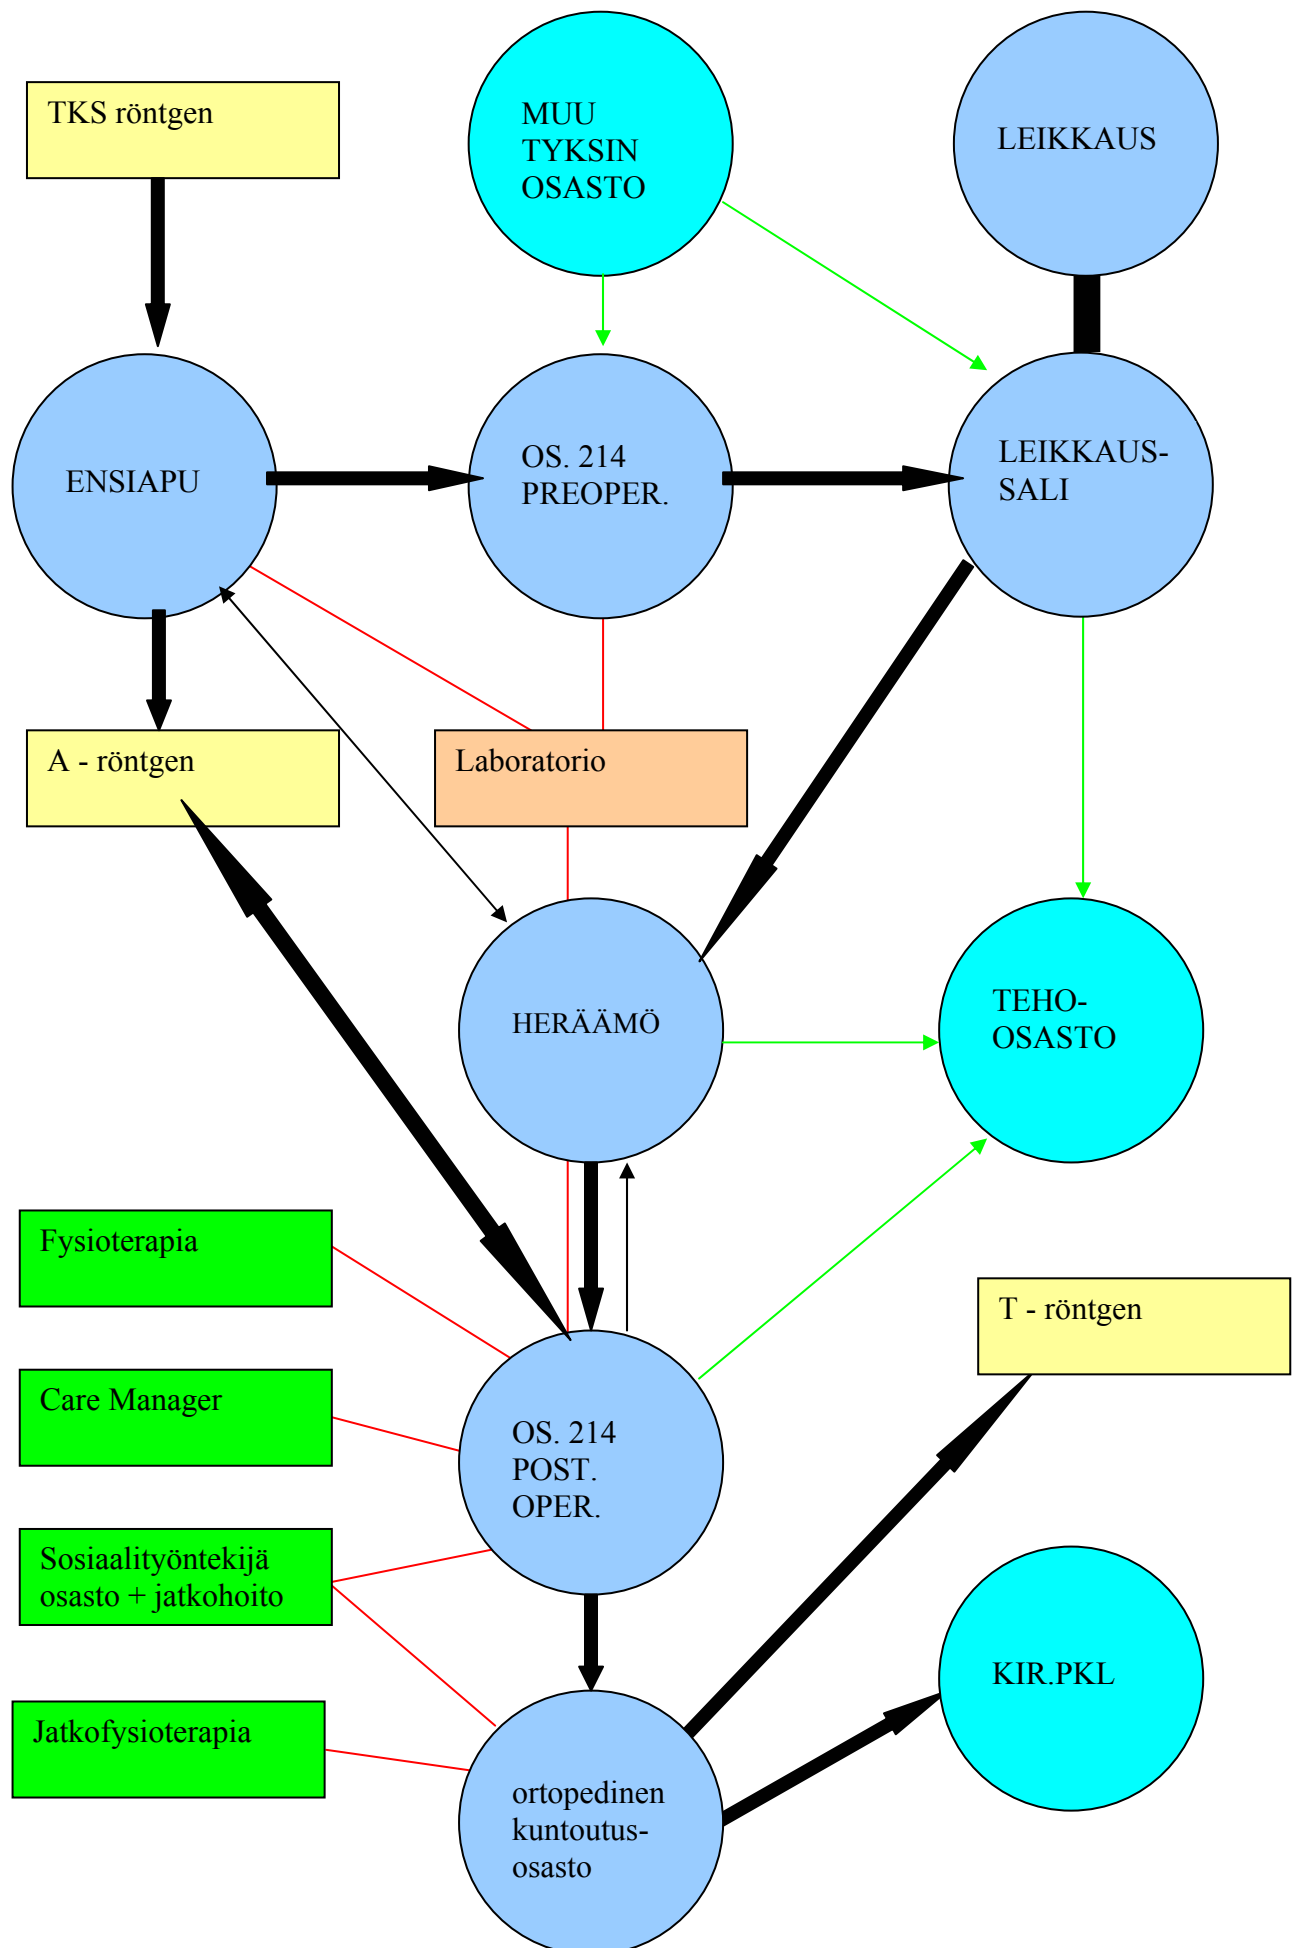 TKS röntgen
MUU
TYKSIN
OSASTO
LEIKKAUS
ENSIAPU
OS. 214
PREOPER.
LEIKKAUS-
SALI
A - röntgen
Laboratorio
HERÄÄMÖ
TEHO-
OSASTO
Fysioterapia
T - röntgen
Care Manager
OS. 214
POST.
OPER.
Sosiaalityöntekijä
osasto + jatkohoito
KIR.PKL
Jatkofysioterapia
ortopedinen
kuntoutus-
osasto